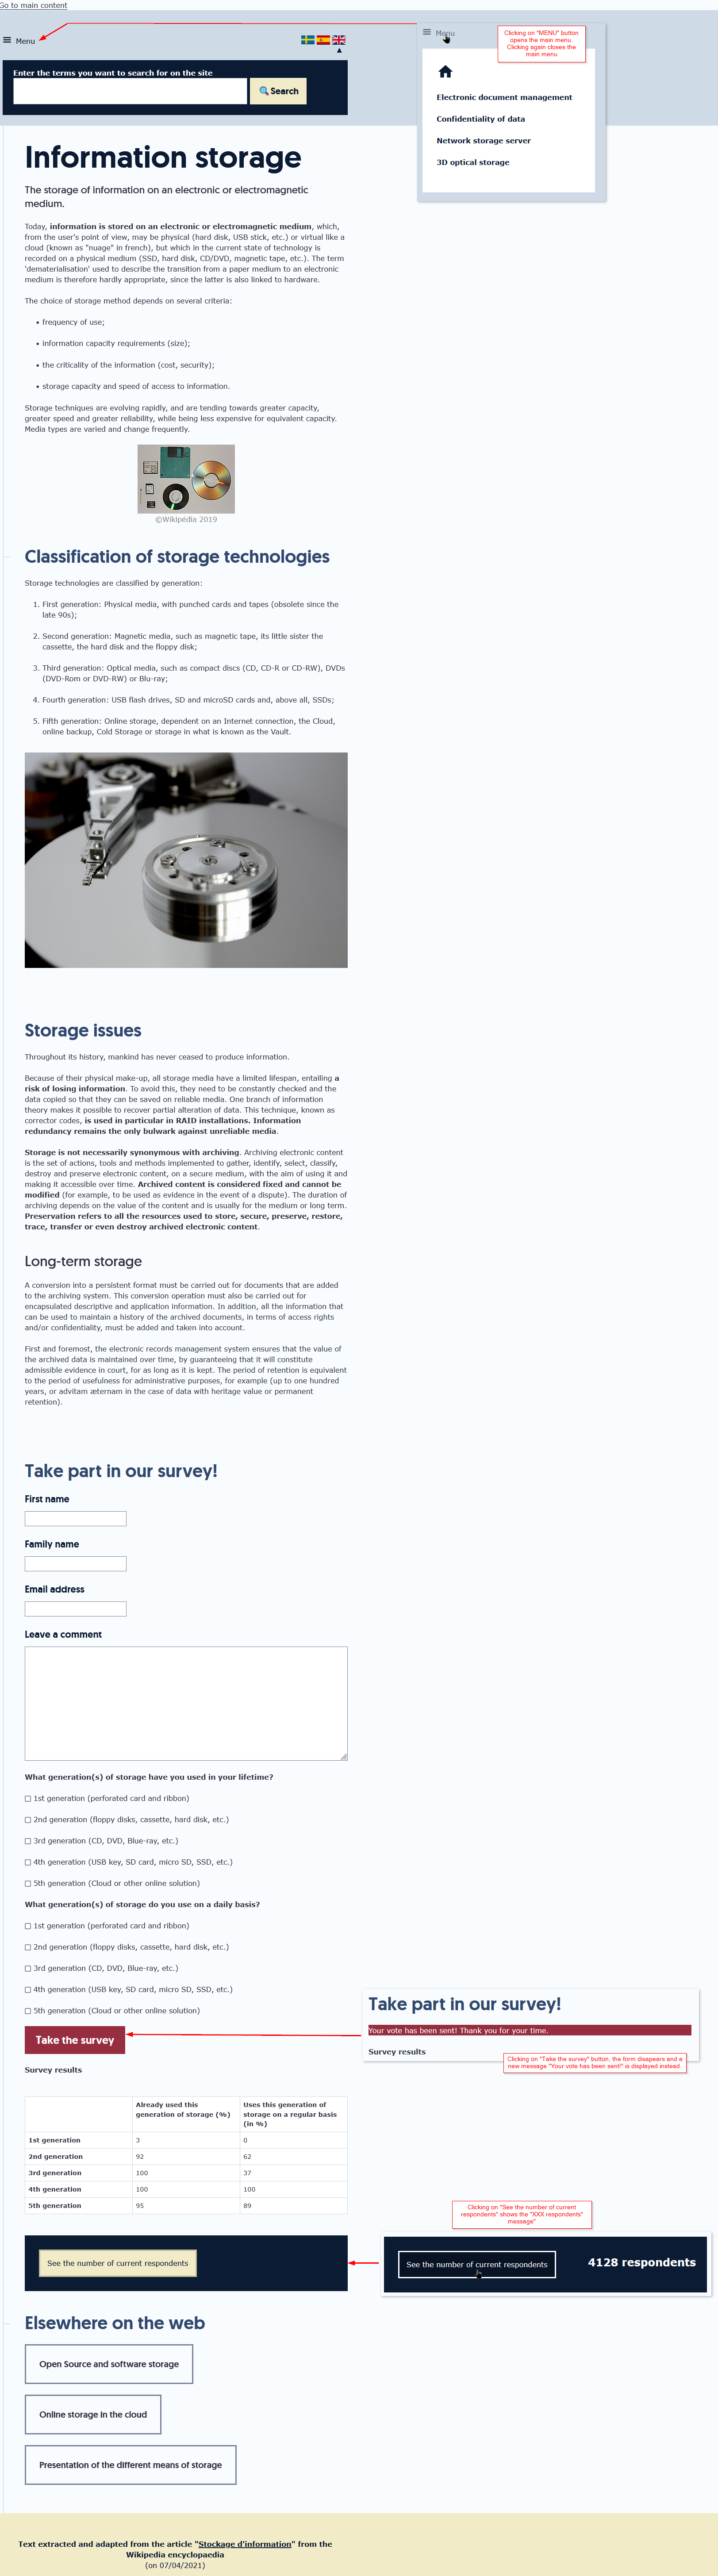 Go to main content
Menu
Enter the terms you want to search for on the site
Search
Menu
Clicking on "MENU" button
opens the main menu.
Clicking again closes the
main menu
Electronic document management
Confidentiality of data
Network storage server
3D optical storage
Information storage
The storage of information on an electronic or electromagnetic
medium.
Today, information is stored on an electronic or electromagnetic medium, which,
from the user's point of view, may be physical (hard disk, USB stick, etc.) or virtual like a
cloud (known as "nuage" in french), but which in the current state of technology is
recorded on a physical medium (SSD, hard disk, CD/DVD, magnetic tape, etc.). The term
'dematerialisation' used to describe the transition from a paper medium to an electronic
medium is therefore hardly appropriate, since the latter is also linked to hardware.
The choice of storage method depends on several criteria:
• frequency of use;
• information capacity requirements (size);
• the criticality of the information (cost, security);
• storage capacity and speed of access to information.
Storage techniques are evolving rapidly, and are tending towards greater capacity,
greater speed and greater reliability, while being less expensive for equivalent capacity.
Media types are varied and change frequently.
©Wikipédia 2019
Classification of storage technologies
Storage technologies are classified by generation:
1. First generation: Physical media, with punched cards and tapes (obsolete since the
late 90s);
2. Second generation: Magnetic media, such as magnetic tape, its little sister the
cassette, the hard disk and the floppy disk;
3. Third generation: Optical media, such as compact discs (CD, CD-R or CD-RW), DVDs
(DVD-Rom or DVD-RW) or Blu-ray;
4. Fourth generation: USB flash drives, SD and microSD cards and, above all, SSDs;
5. Fifth generation: Online storage, dependent on an Internet connection, the Cloud,
online backup, Cold Storage or storage in what is known as the Vault.
Storage issues
Throughout its history, mankind has never ceased to produce information.
Because of their physical make-up, all storage media have a limited lifespan, entailing a
risk of losing information. To avoid this, they need to be constantly checked and the
data copied so that they can be saved on reliable media. One branch of information
theory makes it possible to recover partial alteration of data. This technique, known as
corrector codes, is used in particular in RAID installations. Information
redundancy remains the only bulwark against unreliable media.
Storage is not necessarily synonymous with archiving. Archiving electronic content
is the set of actions, tools and methods implemented to gather, identify, select, classify,
destroy and preserve electronic content, on a secure medium, with the aim of using it and
making it accessible over time. Archived content is considered fixed and cannot be
modified (for example, to be used as evidence in the event of a dispute). The duration of
archiving depends on the value of the content and is usually for the medium or long term.
Preservation refers to all the resources used to store, secure, preserve, restore,
trace, transfer or even destroy archived electronic content.
Long-term storage
A conversion into a persistent format must be carried out for documents that are added
to the archiving system. This conversion operation must also be carried out for
encapsulated descriptive and application information. In addition, all the information that
can be used to maintain a history of the archived documents, in terms of access rights
and/or confidentiality, must be added and taken into account.
First and foremost, the electronic records management system ensures that the value of
the archived data is maintained over time, by guaranteeing that it will constitute
admissible evidence in court, for as long as it is kept. The period of retention is equivalent
to the period of usefulness for administrative purposes, for example (up to one hundred
years, or advitam æternam in the case of data with heritage value or permanent
retention).
Take part in our survey!
First name
Family name
Email address
Leave a comment
What generation(s) of storage have you used in your lifetime?
1st generation (perforated card and ribbon)
2nd generation (floppy disks, cassette, hard disk, etc.)
3rd generation (CD, DVD, Blue-ray, etc.)
4th generation (USB key, SD card, micro SD, SSD, etc.)
5th generation (Cloud or other online solution)
What generation(s) of storage do you use on a daily basis?
1st generation (perforated card and ribbon)
2nd generation (floppy disks, cassette, hard disk, etc.)
3rd generation (CD, DVD, Blue-ray, etc.)
4th generation (USB key, SD card, micro SD, SSD, etc.)
5th generation (Cloud or other online solution)
Take the survey
Take part in our survey!
Your vote has been sent! Thank you for your time.
Survey results
Clicking on "Take the survey" button, the form disapears and a
new message "Your vote has been sent!" is displayed instead.
Survey results
Already used this
generation of storage (%)
Uses this generation of
storage on a regular basis
(in %)
1st generation 3 0
2nd generation 92 62
3rd generation 100 37
4th generation 100 100
5th generation 95 89
Clicking on "See the number of current
respondents" shows the "XXX respondents"
message"
See the number of current respondents
See the number of current respondents
4128 respondents
Elsewhere on the web
Open Source and software storage
Online storage in the cloud
Presentation of the different means of storage
Text extracted and adapted from the article "Stockage d'information" from the
Wikipedia encyclopaedia
(on 07/04/2021)